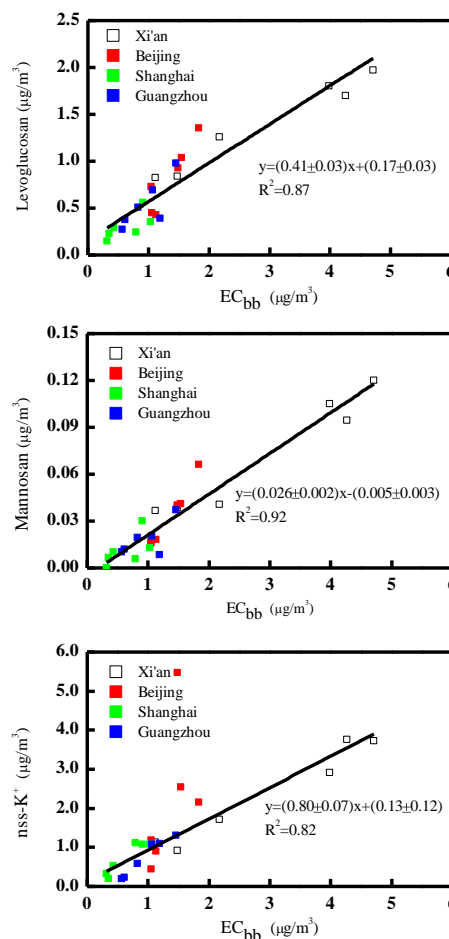 Xi'an
Beijing
Shanghai
Guangzhou
2.5
2.0
1.5
1.0
0.5
0.0
Levoglucosan (μg/m³)
y=(0.41±0.03)x+(0.17±0.03)
R²=0.87
0 1 2 3 4 5 6
EC_bb (μg/m³)
Xi'an
Beijing
Shanghai
Guangzhou
0.15
0.12
0.09
0.06
0.03
0.00
Mannosan (μg/m³)
y=(0.026±0.002)x-(0.005±0.003)
R²=0.92
0 1 2 3 4 5 6
EC_bb (μg/m³)
Xi'an
Beijing
Shanghai
Guangzhou
6.0
5.0
4.0
3.0
2.0
1.0
0.0
nss-K⁺ (μg/m³)
y=(0.80±0.07)x+(0.13±0.12)
R²=0.82
0 1 2 3 4 5 6
EC_bb (μg/m³)